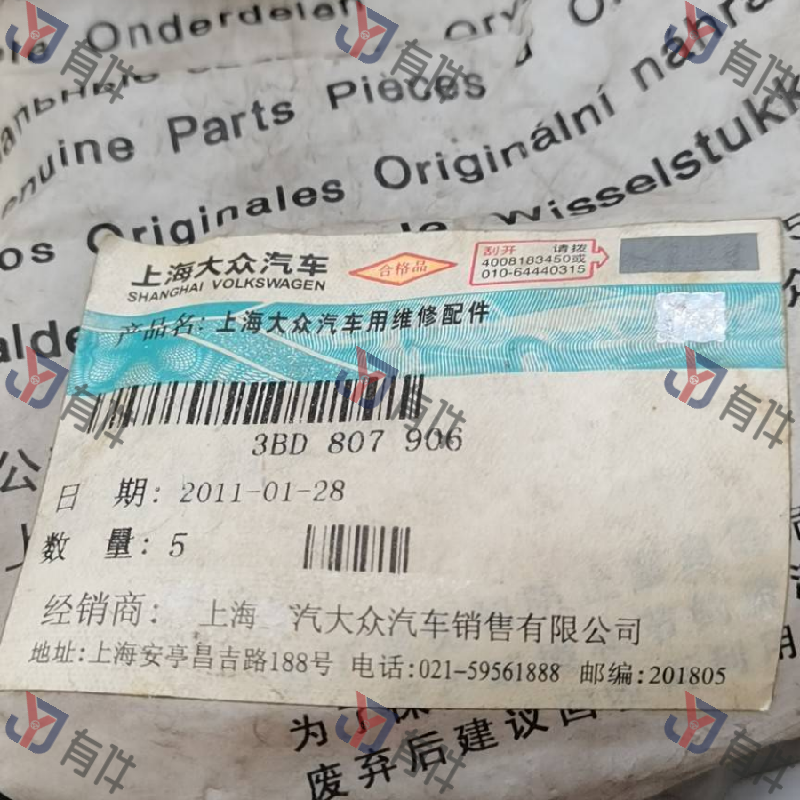 Onderdelen
Genuine Parts Pièces
Originales Originální náhra
Wisselstukk
上海大众汽车
SHANGHAI VOLKSWAGEN
合格品
刮开 请拨
4008183450或
010-64440315
产品名: 上海大众汽车用维修配件
3BD 807 906
日 期: 2011-01-28
数 量: 5
经销商: 上海 汽大众汽车销售有限公司
地址:上海安亭昌吉路188号 电话:021-59561888 邮编:201805
废弃后建议
有件